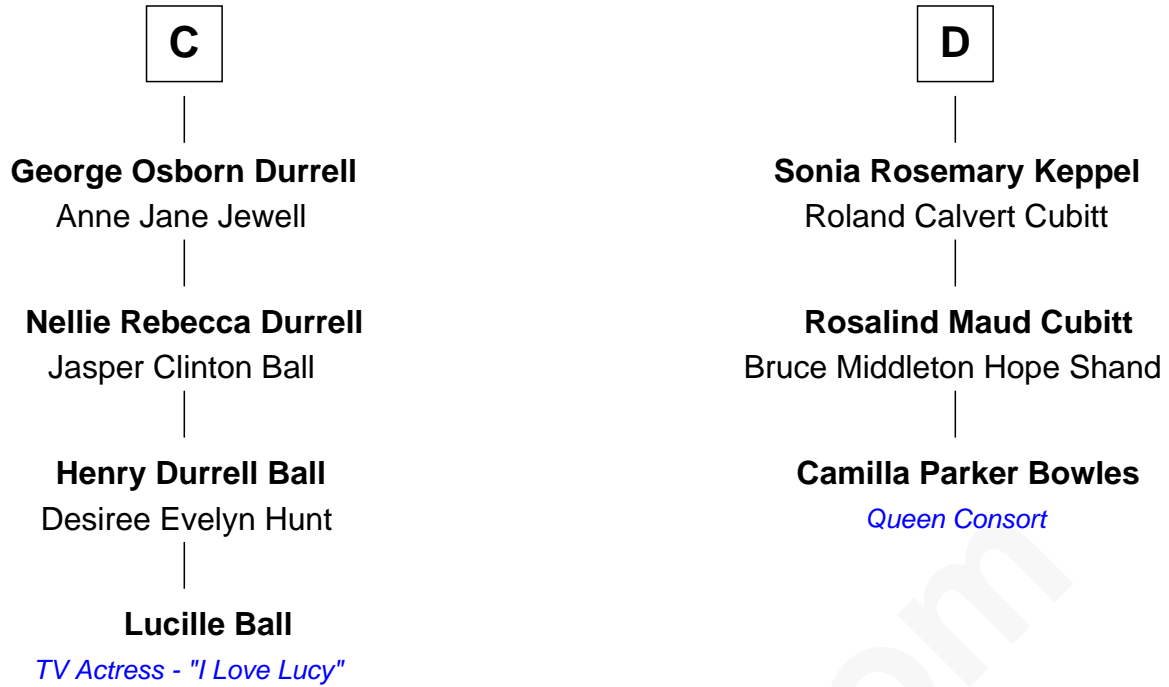 C
D
George Osborn Durrell
Anne Jane Jewell
Sonia Rosemary Keppel
Roland Calvert Cubitt
Nellie Rebecca Durrell
Jasper Clinton Ball
Rosalind Maud Cubitt
Bruce Middleton Hope Shand
Henry Durrell Ball
Desiree Evelyn Hunt
Camilla Parker Bowles
Queen Consort
Lucille Ball
TV Actress - "I Love Lucy"
om